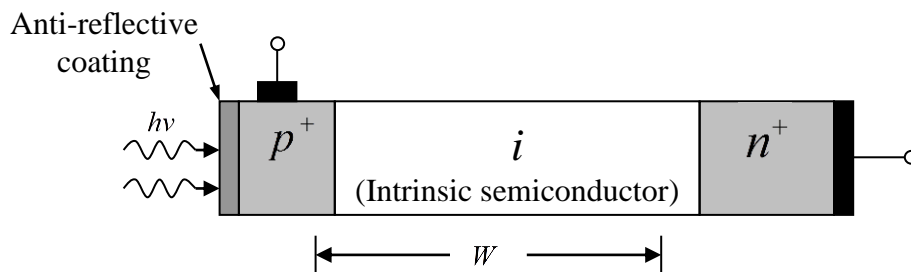 Anti-reflective
coating
hν
p+
i
(Intrinsic semiconductor)
n+
W